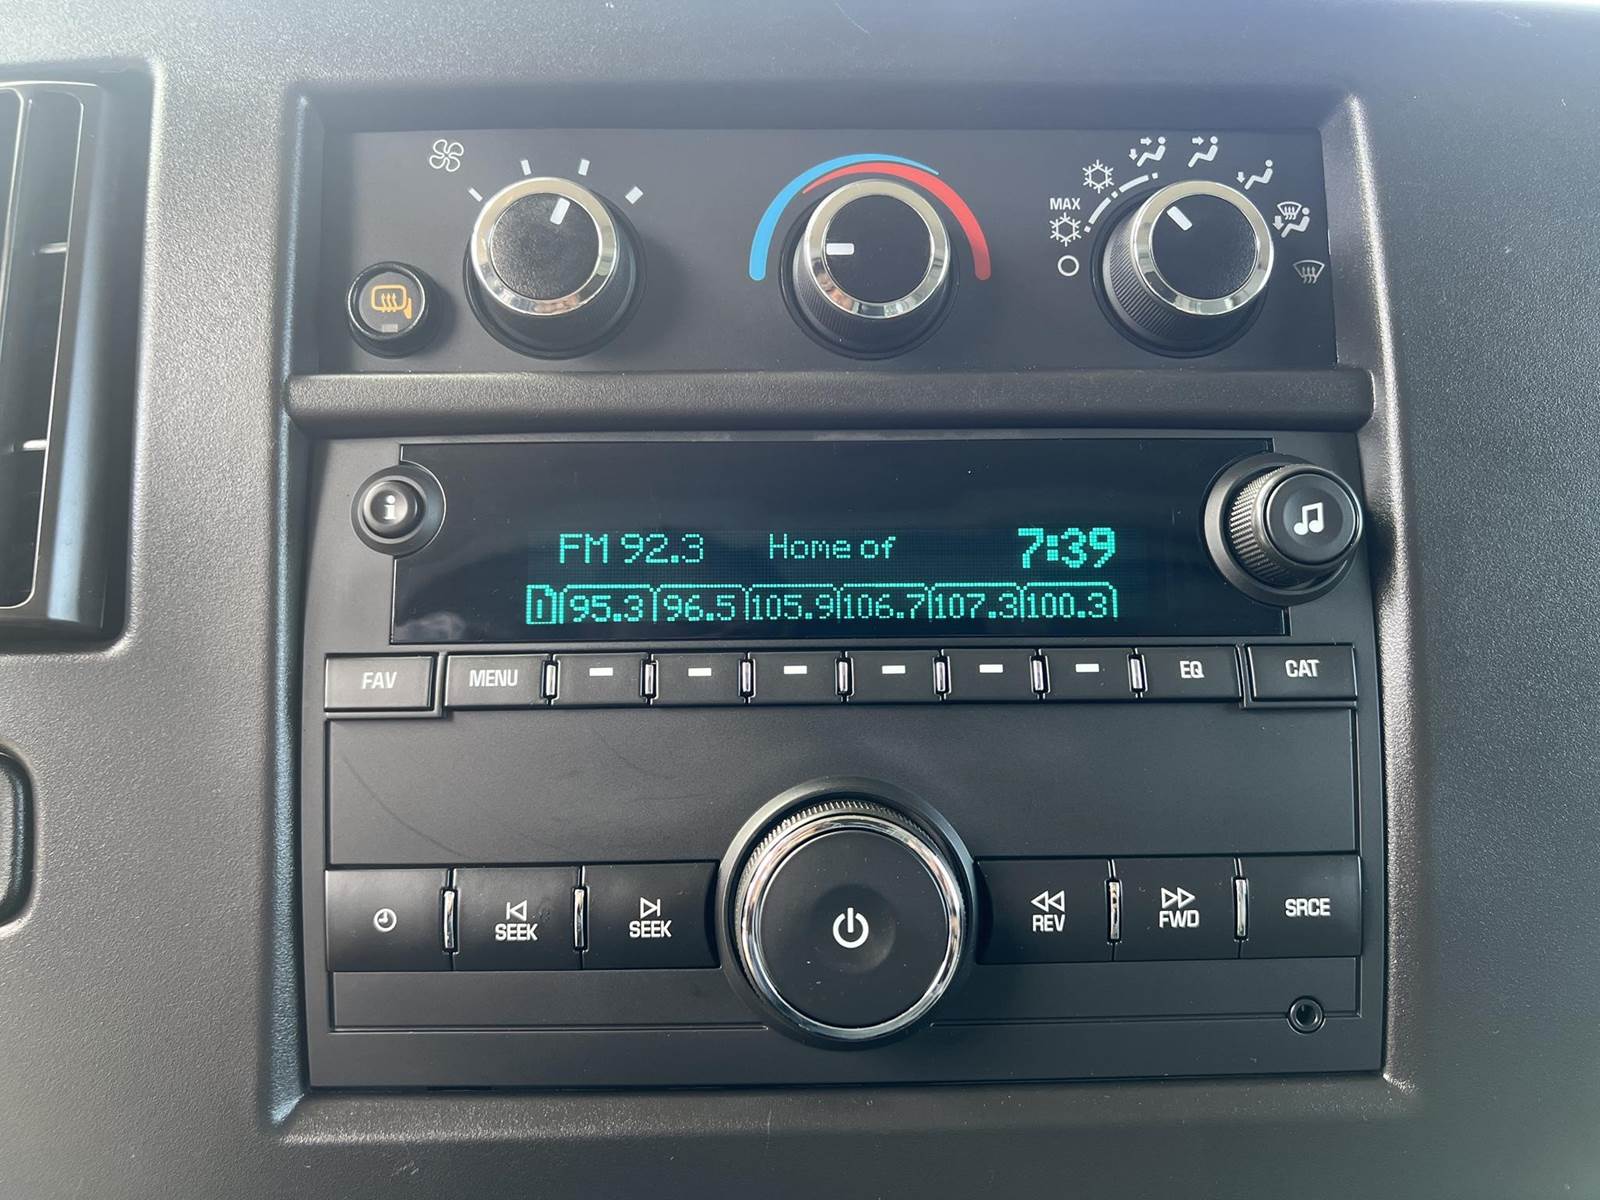 MAX
i
FM 92.3 Home of 7:39
1 95.3 96.5 105.9 106.7 107.3 100.3
FAV MENU EQ CAT
SEEK SEEK REV FWD SRCE